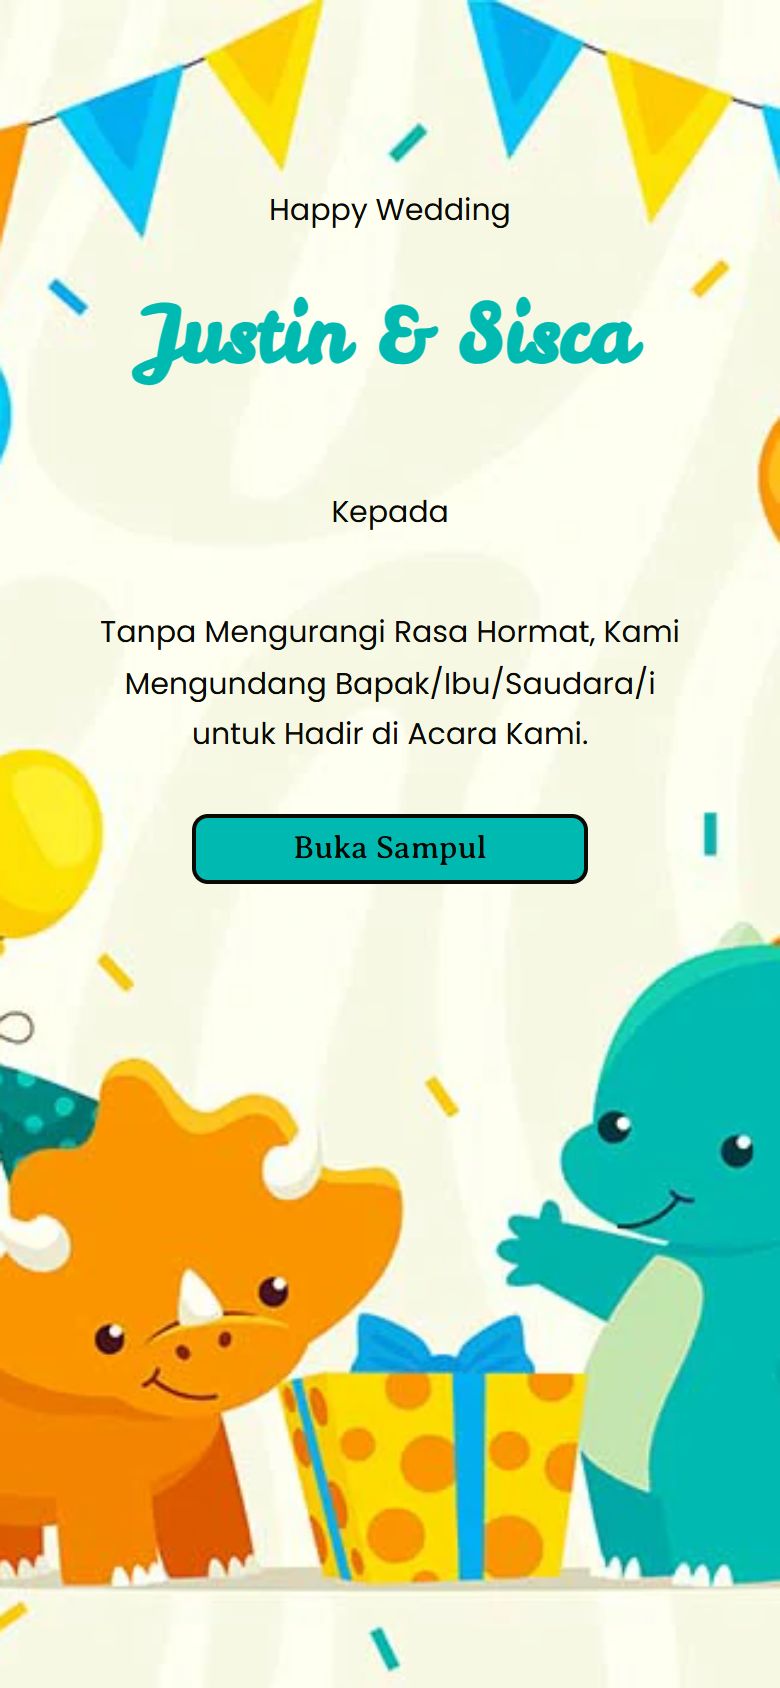 Happy Wedding
Justin & Sisca
Kepada
Tanpa Mengurangi Rasa Hormat, Kami
Mengundang Bapak/Ibu/Saudara/i
untuk Hadir di Acara Kami.
Buka Sampul